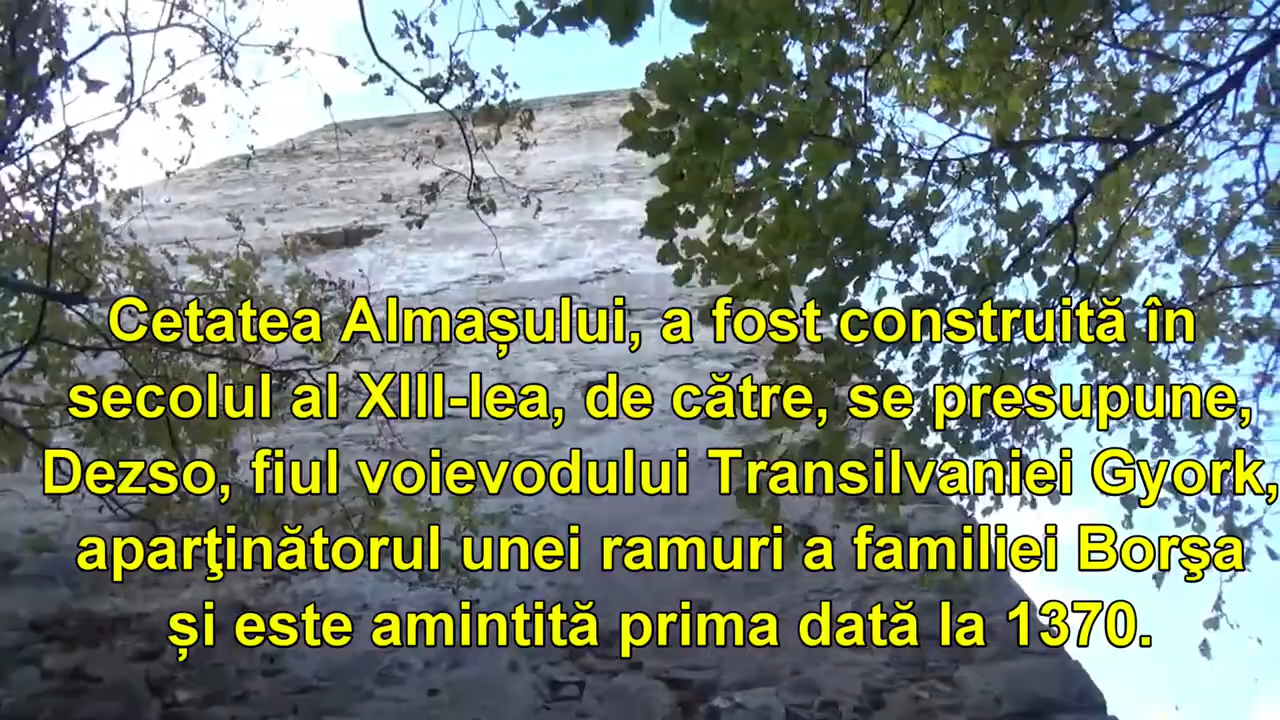 Cetatea Almașului, a fost construită în
secolul al XIII-lea, de către, se presupune,
Dezso, fiul voievodului Transilvaniei Gyork,
aparţinătorul unei ramuri a familiei Borşa
și este amintită prima dată la 1370.